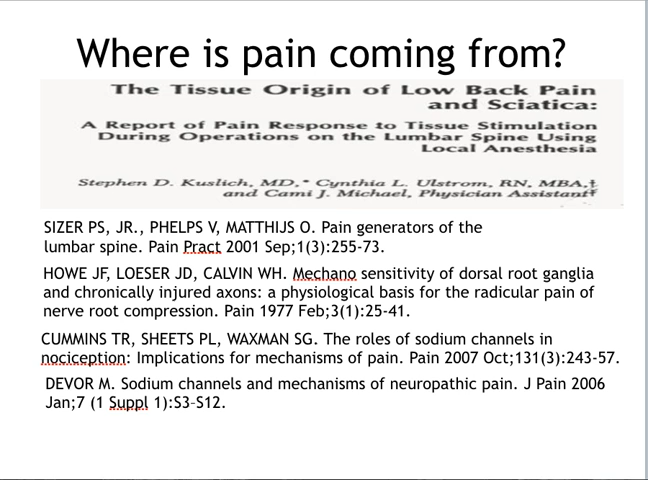 Where is pain coming from?
The Tissue Origin of Low Back Pain
and Sciatica:
A Report of Pain Response to Tissue Stimulation
During Operations on the Lumbar Spine Using
Local Anesthesia
Stephen D. Kuslich, MD,* Cynthia L. Ulstrom, RN, MBA,†
and Cami J. Michael, Physician Assistant‡
SIZER PS, JR., PHELPS V, MATTHIJS O. Pain generators of the
lumbar spine. Pain Pract 2001 Sep;1(3):255-73.
HOWE JF, LOESER JD, CALVIN WH. Mechano sensitivity of dorsal root ganglia
and chronically injured axons: a physiological basis for the radicular pain of
nerve root compression. Pain 1977 Feb;3(1):25-41.
CUMMINS TR, SHEETS PL, WAXMAN SG. The roles of sodium channels in
nociception: Implications for mechanisms of pain. Pain 2007 Oct;131(3):243-57.
DEVOR M. Sodium channels and mechanisms of neuropathic pain. J Pain 2006
Jan;7 (1 Suppl 1):S3-S12.